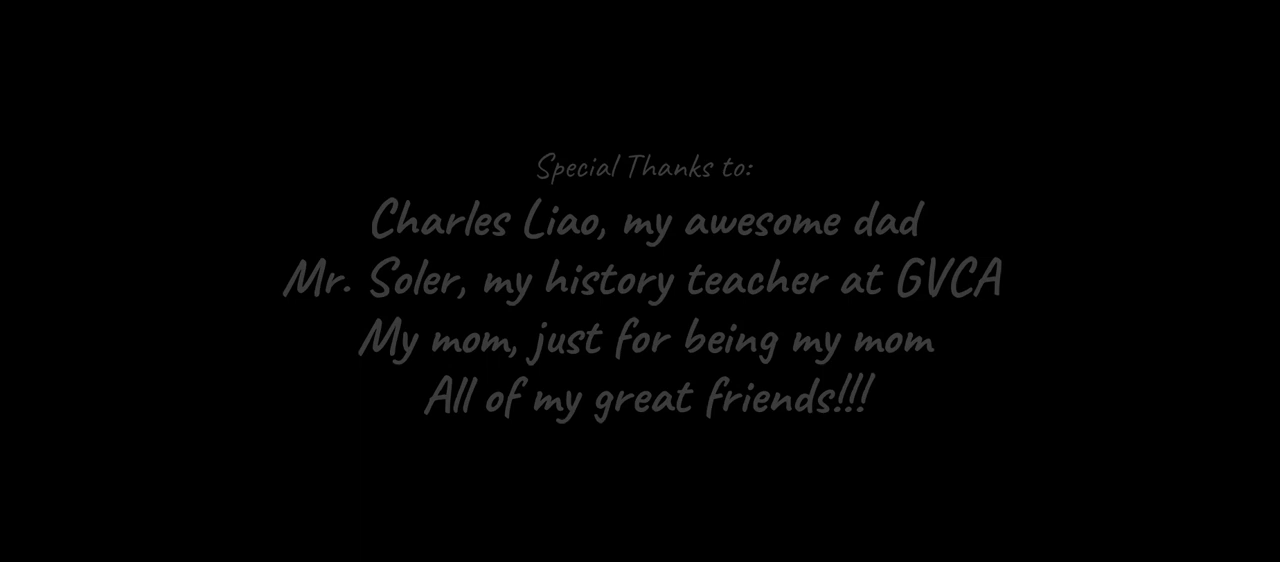 Special Thanks to:
Charles Liao, my awesome dad
Mr. Soler, my history teacher at GVCA
My mom, just for being my mom
All of my great friends!!!